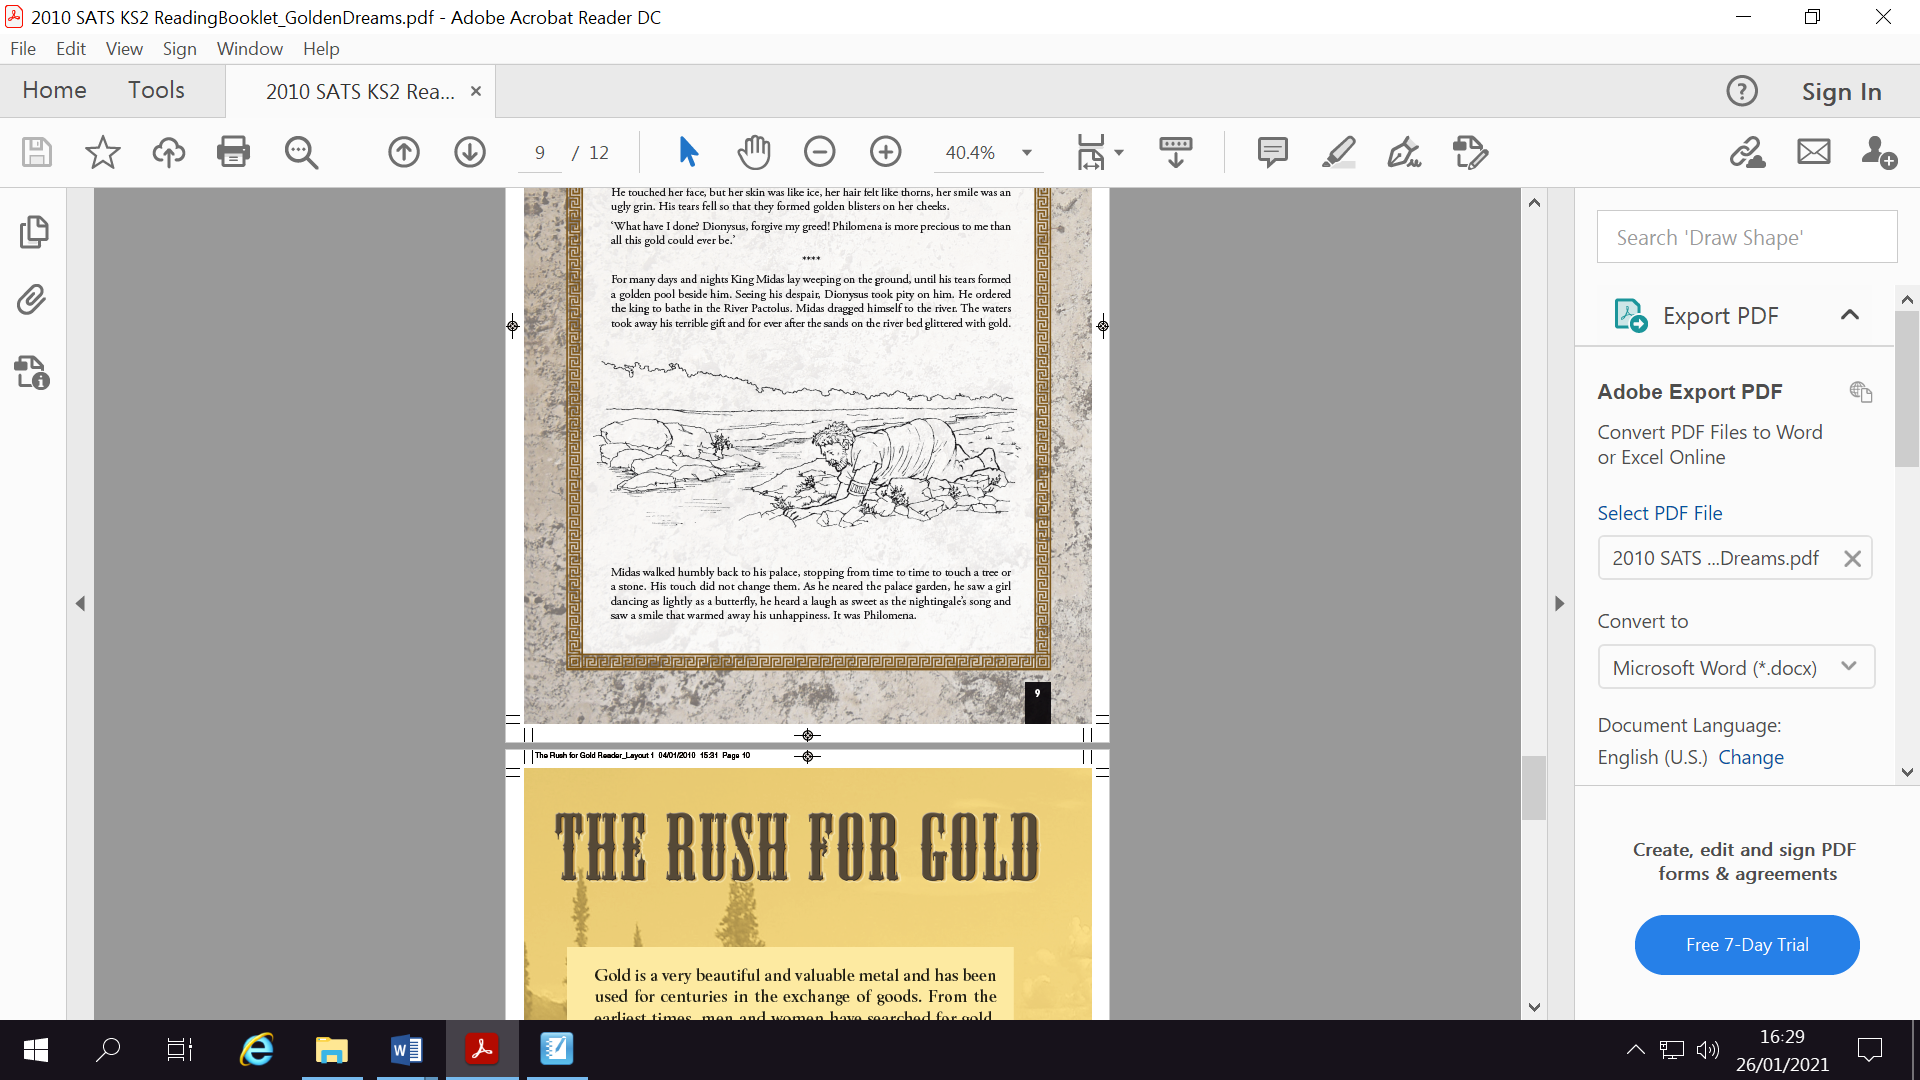 2010 SATS KS2 ReadingBooklet_GoldenDreams.pdf - Adobe Acrobat Reader DC
File Edit View Sign Window Help
Home Tools 2010 SATS KS2 Rea... ×
Sign In
9 / 12
40.4%
He touched her face, but her skin was like ice, her hair felt like thorns, her smile was an
ugly grin. His tears fell so that they formed golden blisters on her cheeks.
‘What have I done? Dionysus, forgive my greed! Philomena is more precious to me than
all this gold could ever be.’
****
For many days and nights King Midas lay weeping on the ground, until his tears formed
a golden pool beside him. Seeing his despair, Dionysus took pity on him. He ordered
the king to bathe in the River Pactolus. Midas dragged himself to the river. The waters
took away his terrible gift and for ever after the sands on the river bed glittered with gold.
Midas walked humbly back to his palace, stopping from time to time to touch a tree or
a stone. His touch did not change them. As he neared the palace garden, he saw a girl
dancing as lightly as a butterfly, he heard a laugh as sweet as the nightingale’s song and
saw a smile that warmed away his unhappiness. It was Philomena.
9
The Rush for Gold Reader_Layout 1 04/01/2010 15:31 Page 10
THE RUSH FOR GOLD
Gold is a very beautiful and valuable metal and has been
used for centuries in the exchange of goods. From the
earliest times, men and women have searched for gold,
Search 'Draw Shape'
Export PDF
Adobe Export PDF
Convert PDF Files to Word
or Excel Online
Select PDF File
2010 SATS ...Dreams.pdf
Convert to
Microsoft Word (*.docx)
Document Language:
English (U.S.) Change
Create, edit and sign PDF
forms & agreements
Free 7-Day Trial
16:29
26/01/2021